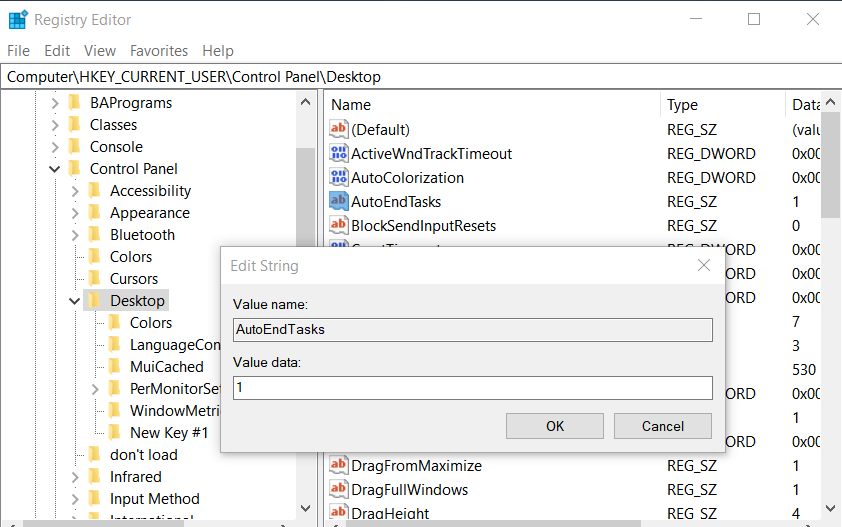 Registry Editor
File Edit View Favorites Help
Computer\HKEY_CURRENT_USER\Control Panel\Desktop
BAPrograms
Classes
Console
Control Panel
Accessibility
Appearance
Bluetooth
Colors
Cursors
Desktop
Colors
LanguageCon
MuiCached
PerMonitorSet
WindowMetri
New Key #1
don't load
Infrared
Input Method
International
Name Type Data
(Default) REG_SZ (valu
ActiveWndTrackTimeout REG_DWORD 0x00
AutoColorization REG_DWORD 0x00
AutoEndTasks REG_SZ 1
BlockSendInputResets REG_SZ 0
CaretTimeout REG_DWORD 0x00
ORD 0x00
ORD 0x00
7
3
530
ORD 0x00
1
ORD 0x00
DragFromMaximize REG_SZ 1
DragFullWindows REG_SZ 1
DragHeight REG_SZ 4
Edit String
Value name:
AutoEndTasks
Value data:
1
OK Cancel